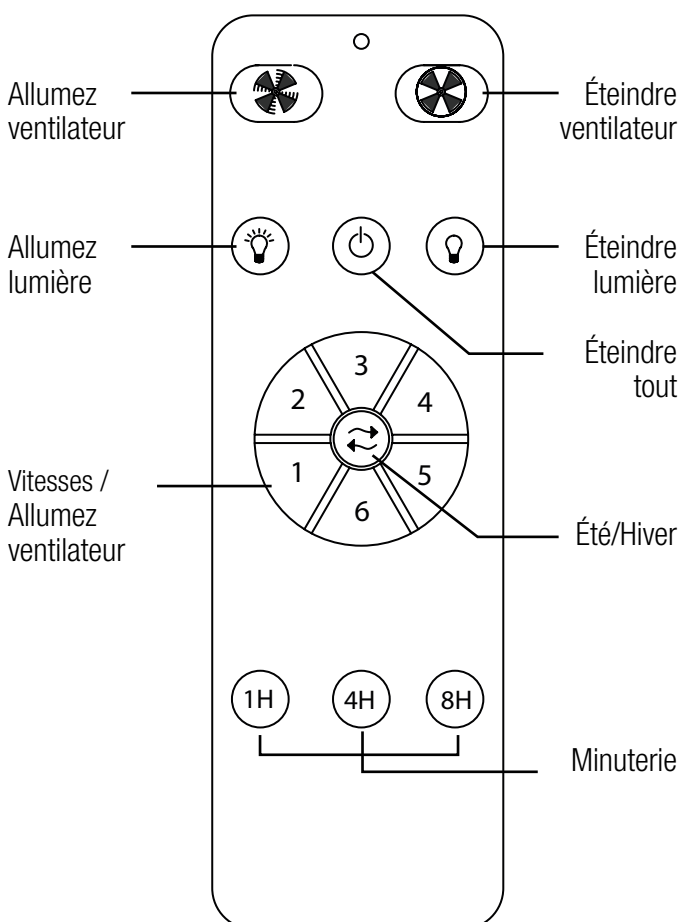 Allumez
ventilateur
Éteindre
ventilateur
Allumez
lumière
Éteindre
lumière
Éteindre
tout
3
2
4
1
5
6
Vitesses /
Allumez
ventilateur
Été/Hiver
1H
4H
8H
Minuterie